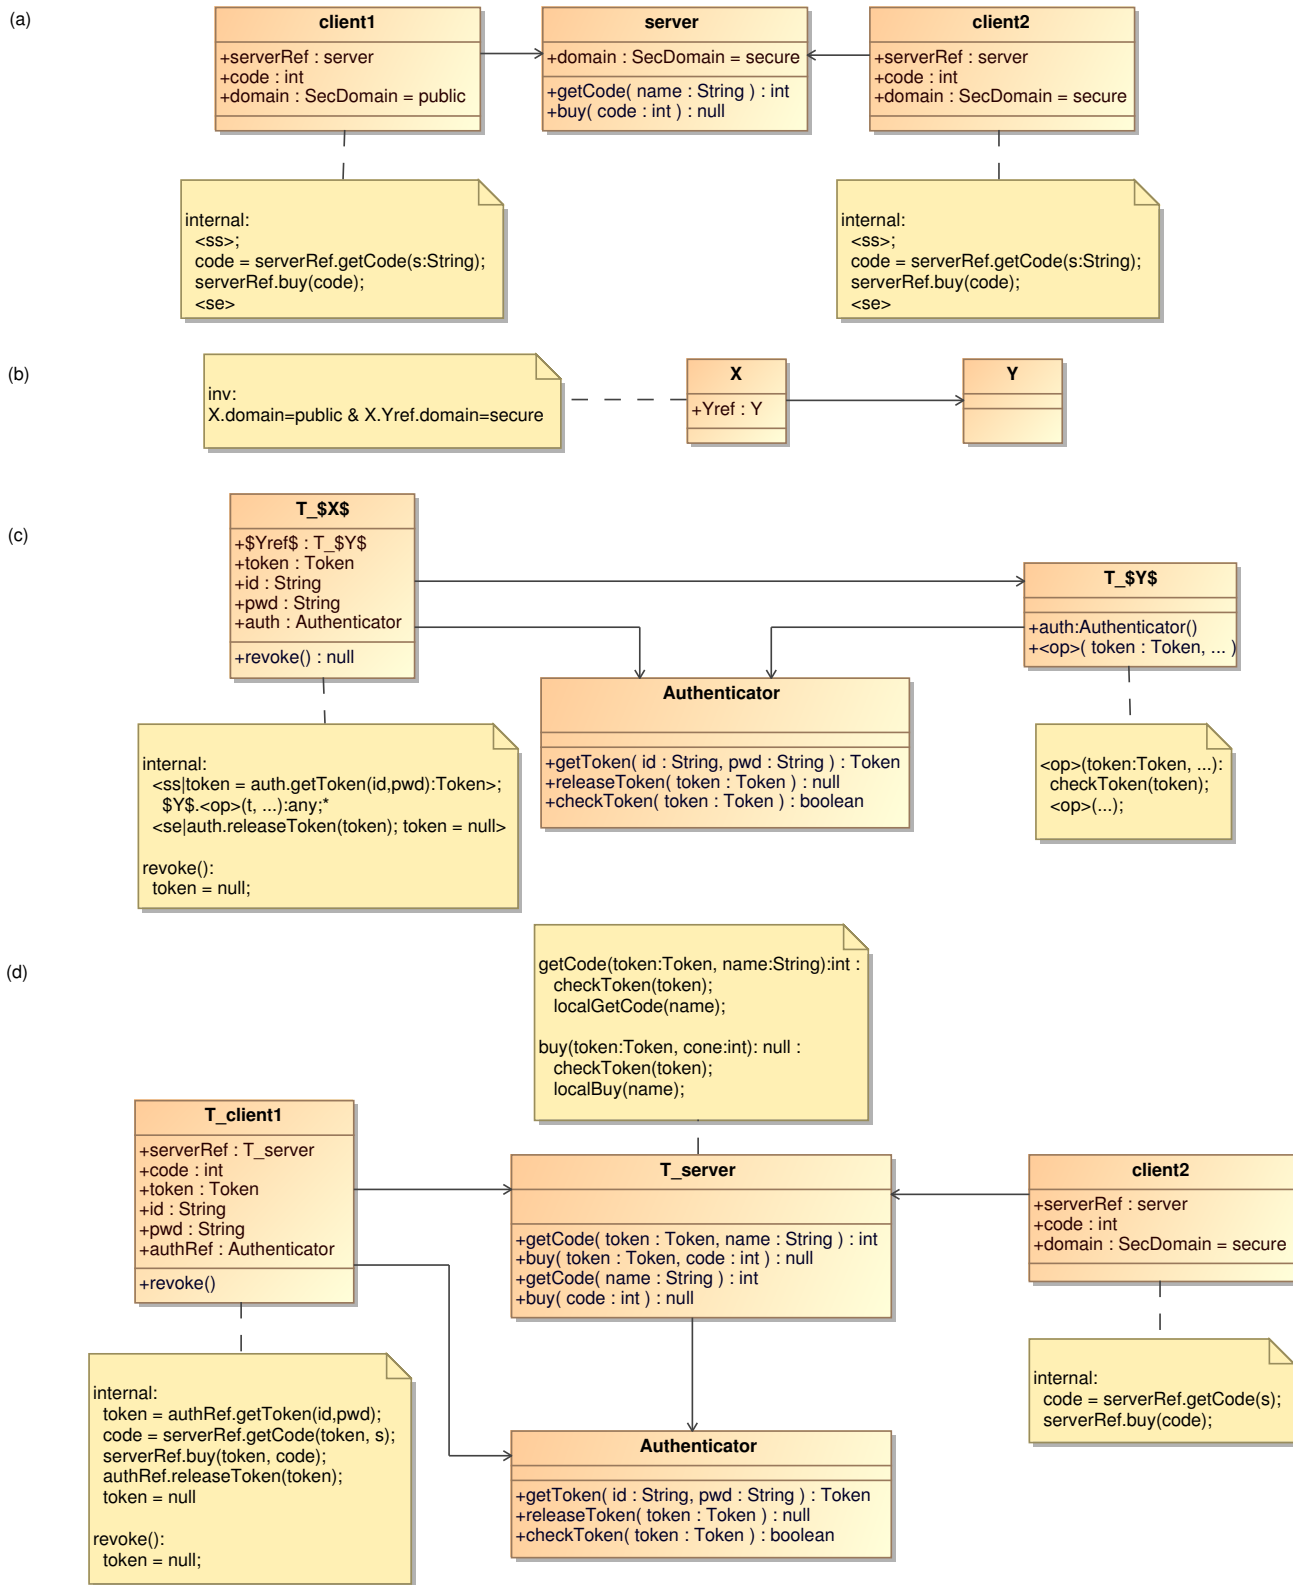 (a)
client1
+serverRef : server
+code : int
+domain : SecDomain = public
server
+domain : SecDomain = secure
+getCode( name : String ) : int
+buy( code : int ) : null
client2
+serverRef : server
+code : int
+domain : SecDomain = secure
internal:
<ss>;
code = serverRef.getCode(s:String);
serverRef.buy(code);
<se>
internal:
<ss>;
code = serverRef.getCode(s:String);
serverRef.buy(code);
<se>
(b)
inv:
X.domain=public & X.Yref.domain=secure
X
+Yref : Y
Y
(c)
T_$X$
+$Yref$ : T_$Y$
+token : Token
+id : String
+pwd : String
+auth : Authenticator
+revoke() : null
T_$Y$
+auth:Authenticator()
+<op>( token : Token, ... )
Authenticator
+getToken( id : String, pwd : String ) : Token
+releaseToken( token : Token ) : null
+checkToken( token : Token ) : boolean
internal:
<ss|token = auth.getToken(id,pwd):Token>;
$Y$.<op>(t, ...):any;*
<se|auth.releaseToken(token); token = null>
revoke():
token = null;
<op>(token:Token, ...):
checkToken(token);
<op>(...);
(d)
getCode(token:Token, name:String):int :
checkToken(token);
localGetCode(name);
buy(token:Token, cone:int): null :
checkToken(token);
localBuy(name);
T_client1
+serverRef : T_server
+code : int
+token : Token
+id : String
+pwd : String
+authRef : Authenticator
+revoke()
T_server
+getCode( token : Token, name : String ) : int
+buy( token : Token, code : int ) : null
+getCode( name : String ) : int
+buy( code : int ) : null
client2
+serverRef : server
+code : int
+domain : SecDomain = secure
internal:
token = authRef.getToken(id,pwd);
code = serverRef.getCode(token, s);
serverRef.buy(token, code);
authRef.releaseToken(token);
token = null
revoke():
token = null;
internal:
code = serverRef.getCode(s);
serverRef.buy(code);
Authenticator
+getToken( id : String, pwd : String ) : Token
+releaseToken( token : Token ) : null
+checkToken( token : Token ) : boolean